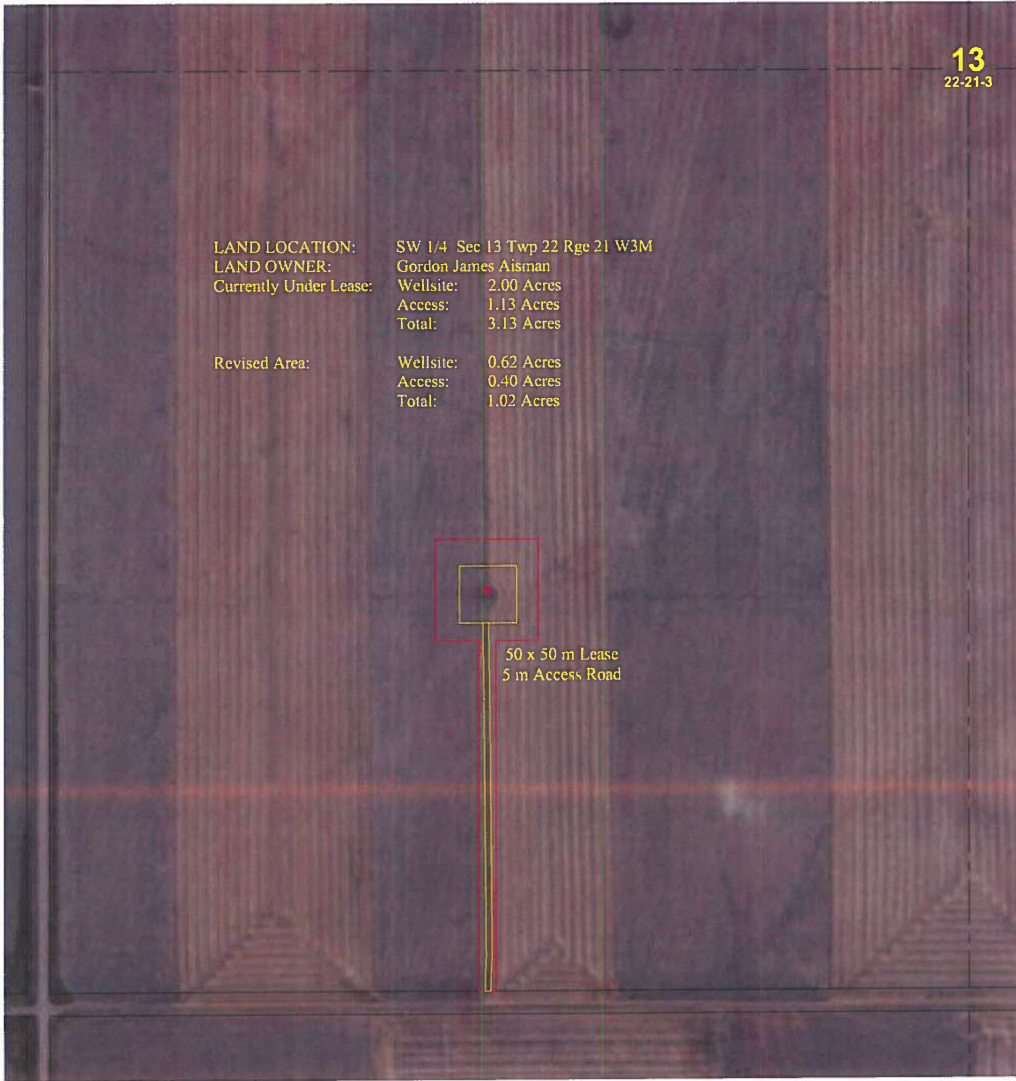 13
22-21-3
LAND LOCATION: SW 1/4 Sec 13 Twp 22 Rge 21 W3M
LAND OWNER: Gordon James Aisman
Currently Under Lease: Wellsite: 2.00 Acres
Access: 1.13 Acres
Total: 3.13 Acres
Revised Area: Wellsite: 0.62 Acres
Access: 0.40 Acres
Total: 1.02 Acres
50 x 50 m Lease
5 m Access Road